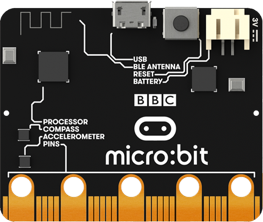 USB
BLE ANTENNA
RESET
BATTERY
3V
BBC
PROCESSOR
COMPASS
ACCELEROMETER
PINS
micro:bit